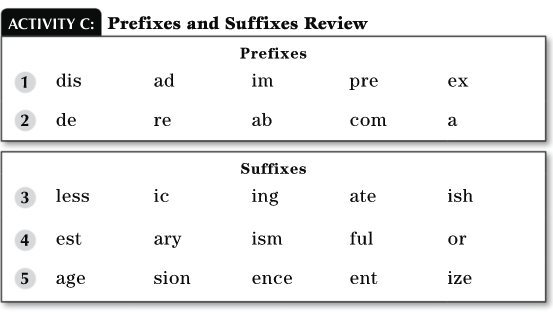 ACTIVITY C: Prefixes and Suffixes Review
Prefixes
1 dis ad im pre ex
2 de re ab com a
Suffixes
3 less ic ing ate ish
4 est ary ism ful or
5 age sion ence ent ize